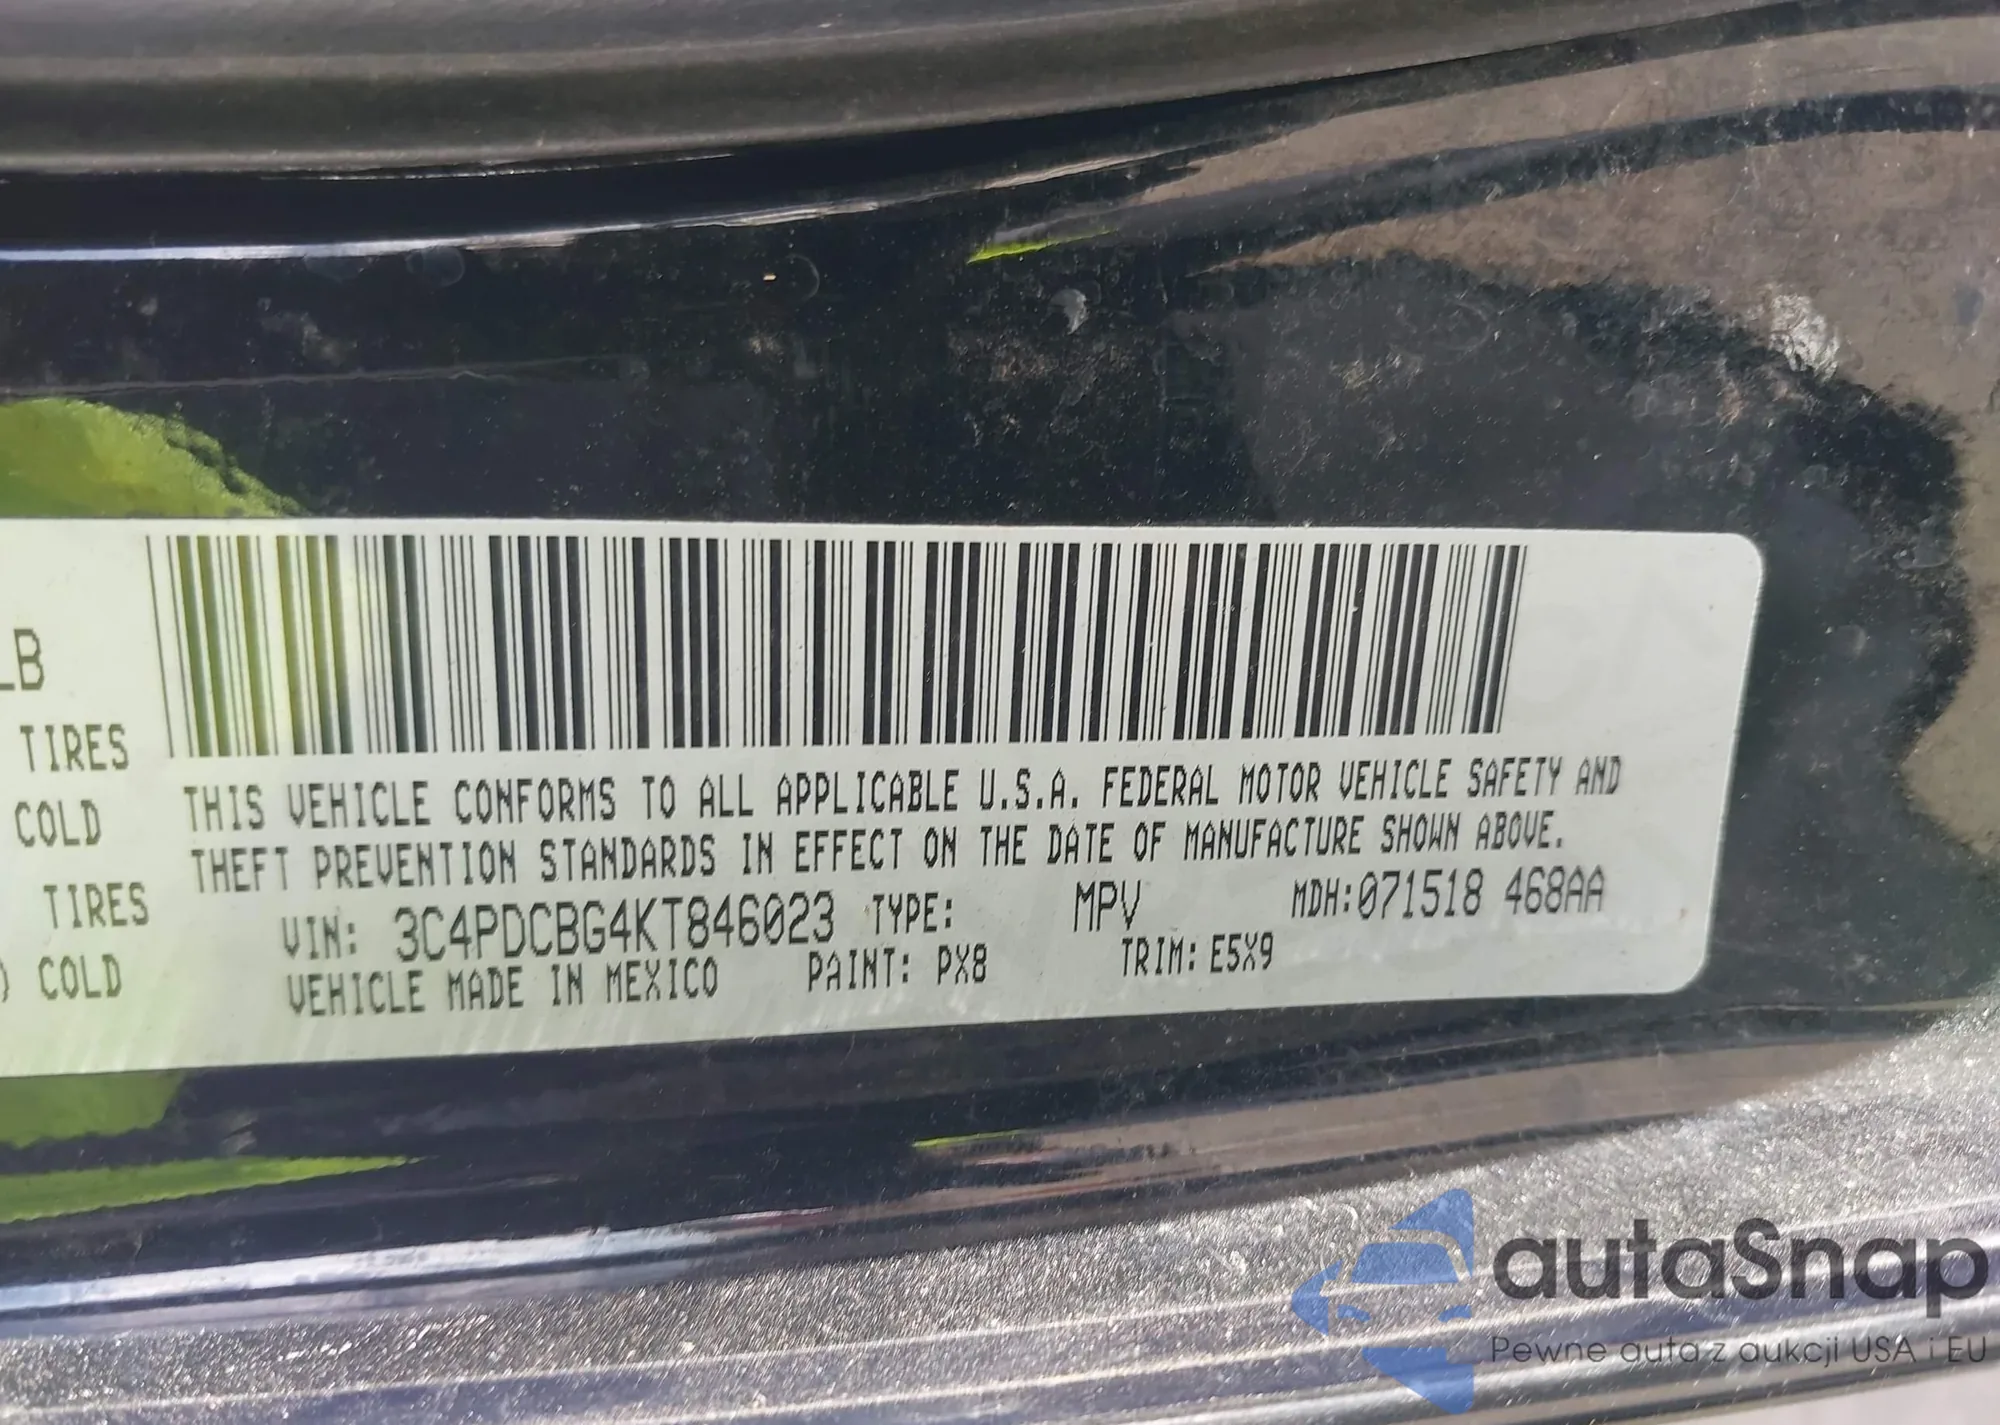 LB
TIRES
COLD
TIRES
) COLD
THIS VEHICLE CONFORMS TO ALL APPLICABLE U.S.A. FEDERAL MOTOR VEHICLE SAFETY AND
THEFT PREVENTION STANDARDS IN EFFECT ON THE DATE OF MANUFACTURE SHOWN ABOVE.
VIN: 3C4PDCBG4KT846023 TYPE: MPV MDH:071518 468AA
VEHICLE MADE IN MEXICO PAINT: PX8 TRIM: E5X9
autaSnap
Pewne auta z aukcji USA i EU